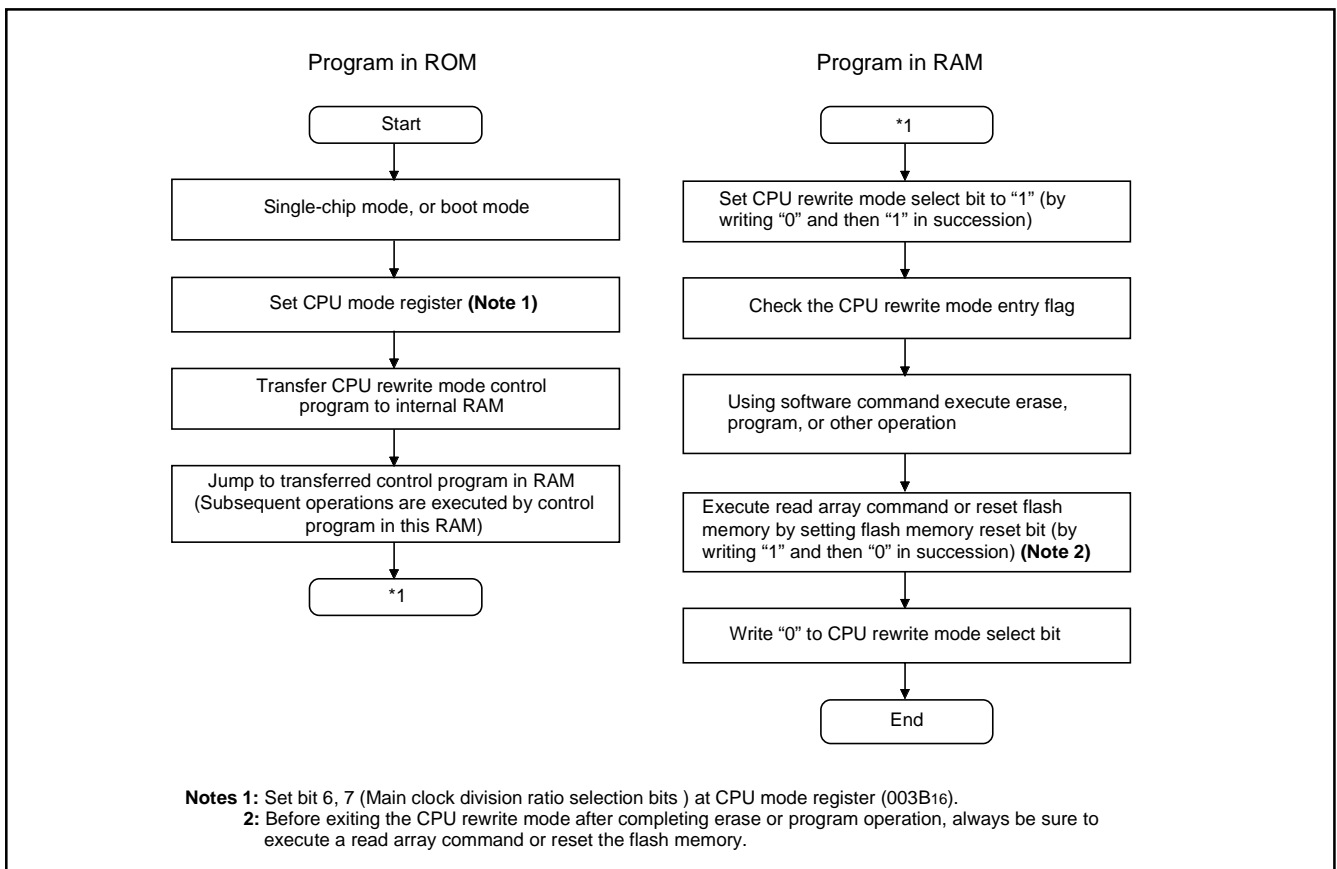 Program in ROM
Start
Single-chip mode, or boot mode
Set CPU mode register (Note 1)
Transfer CPU rewrite mode control
program to internal RAM
Jump to transferred control program in RAM
(Subsequent operations are executed by control
program in this RAM)
*1
Program in RAM
*1
Set CPU rewrite mode select bit to “1” (by
writing “0” and then “1” in succession)
Check the CPU rewrite mode entry flag
Using software command execute erase,
program, or other operation
Execute read array command or reset flash
memory by setting flash memory reset bit (by
writing “1” and then “0” in succession) (Note 2)
Write “0” to CPU rewrite mode select bit
End
Notes 1: Set bit 6, 7 (Main clock division ratio selection bits ) at CPU mode register (003B16).
2: Before exiting the CPU rewrite mode after completing erase or program operation, always be sure to
execute a read array command or reset the flash memory.